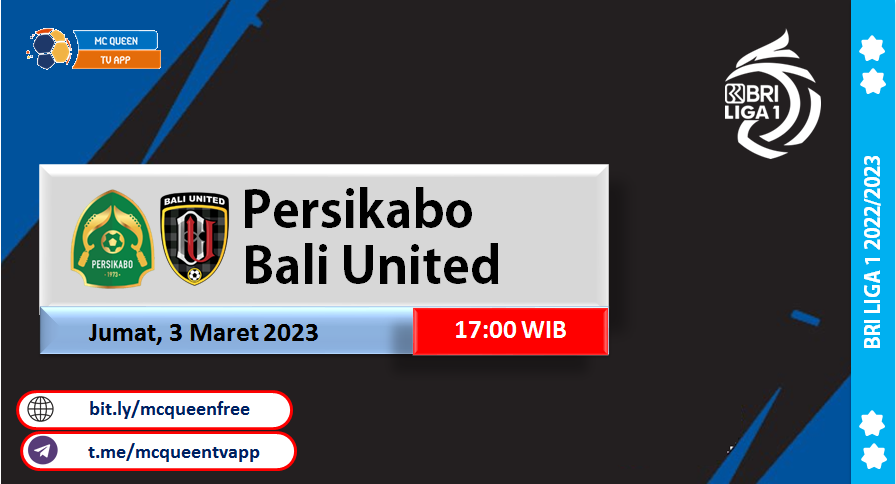 MC QUEEN
TV APP
BRI
LIGA 1
BALI UNITED
PERSIKABO
1973
Persikabo
Bali United
Jumat, 3 Maret 2023
17:00 WIB
bit.ly/mcqueenfree
t.me/mcqueentvapp
BRI LIGA 1 2022/2023